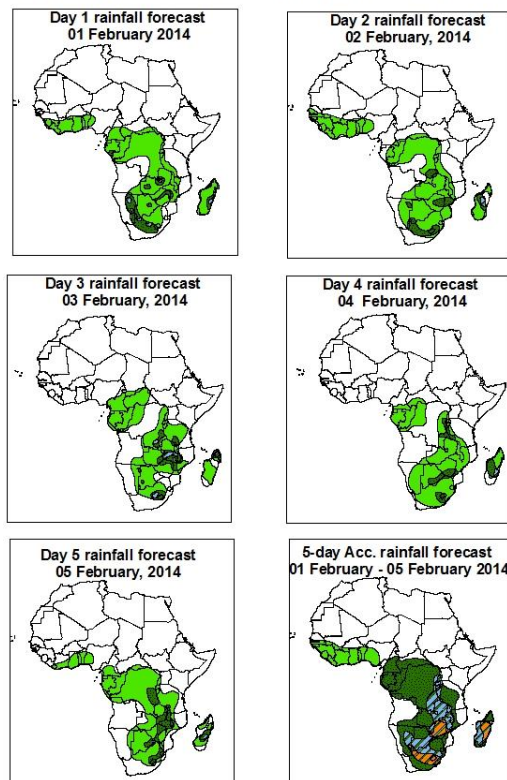 Day 1 rainfall forecast
01 February 2014
Day 2 rainfall forecast
02 February, 2014
Day 3 rainfall forecast
03 February, 2014
Day 4 rainfall forecast
04 February, 2014
Day 5 rainfall forecast
05 February, 2014
5-day Acc. rainfall forecast
01 February - 05 February 2014